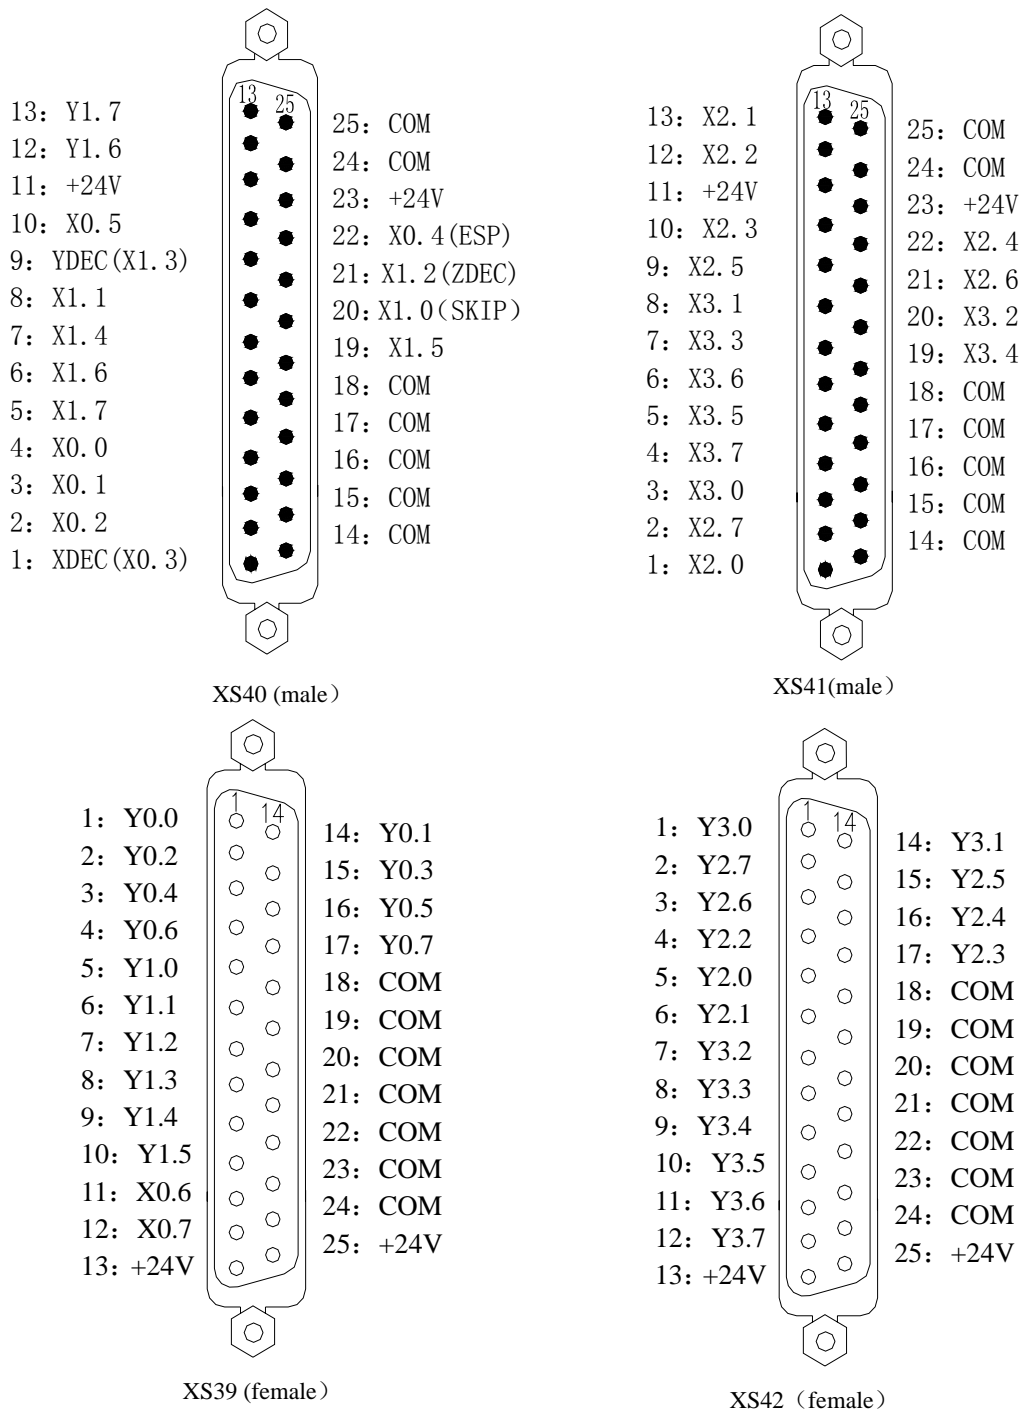 13
25
13: Y1.7
12: Y1.6
11: +24V
10: X0.5
9: YDEC(X1.3)
8: X1.1
7: X1.4
6: X1.6
5: X1.7
4: X0.0
3: X0.1
2: X0.2
1: XDEC(X0.3)
25: COM
24: COM
23: +24V
22: X0.4(ESP)
21: X1.2(ZDEC)
20: X1.0(SKIP)
19: X1.5
18: COM
17: COM
16: COM
15: COM
14: COM
XS40 (male）
13
25
13: X2.1
12: X2.2
11: +24V
10: X2.3
9: X2.5
8: X3.1
7: X3.3
6: X3.6
5: X3.5
4: X3.7
3: X3.0
2: X2.7
1: X2.0
25: COM
24: COM
23: +24V
22: X2.4
21: X2.6
20: X3.2
19: X3.4
18: COM
17: COM
16: COM
15: COM
14: COM
XS41(male）
1
14
1: Y0.0
2: Y0.2
3: Y0.4
4: Y0.6
5: Y1.0
6: Y1.1
7: Y1.2
8: Y1.3
9: Y1.4
10: Y1.5
11: X0.6
12: X0.7
13: +24V
14: Y0.1
15: Y0.3
16: Y0.5
17: Y0.7
18: COM
19: COM
20: COM
21: COM
22: COM
23: COM
24: COM
25: +24V
XS39 (female）
1
14
1: Y3.0
2: Y2.7
3: Y2.6
4: Y2.2
5: Y2.0
6: Y2.1
7: Y3.2
8: Y3.3
9: Y3.4
10: Y3.5
11: Y3.6
12: Y3.7
13: +24V
14: Y3.1
15: Y2.5
16: Y2.4
17: Y2.3
18: COM
19: COM
20: COM
21: COM
22: COM
23: COM
24: COM
25: +24V
XS42（female）